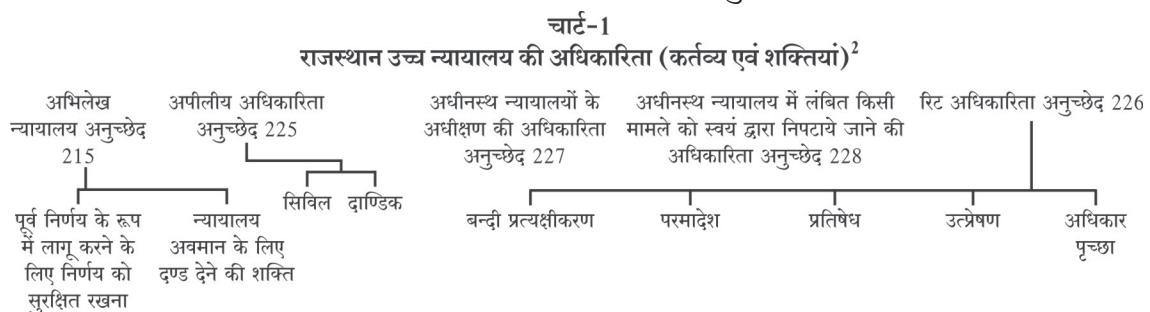 चार्ट-1
राजस्थान उच्च न्यायालय की अधिकारिता (कर्तव्य एवं शक्तियां)2
अभिलेख
न्यायालय अनुच्छेद
215
अपीलीय अधिकारिता
अनुच्छेद 225
अधीनस्थ न्यायालयों के
अधीक्षण की अधिकारिता
अनुच्छेद 227
अधीनस्थ न्यायालय में लंबित किसी
मामले को स्वयं द्वारा निपटाये जाने की
अधिकारिता अनुच्छेद 228
रिट अधिकारिता अनुच्छेद 226
पूर्व निर्णय के रूप
में लागू करने के
लिए निर्णय को
सुरक्षित रखना
न्यायालय
अवमान के लिए
दण्ड देने की शक्ति
सिविल
दाण्डिक
बन्दी प्रत्यक्षीकरण
परमादेश
प्रतिषेध
उत्प्रेषण
अधिकार
पृच्छा